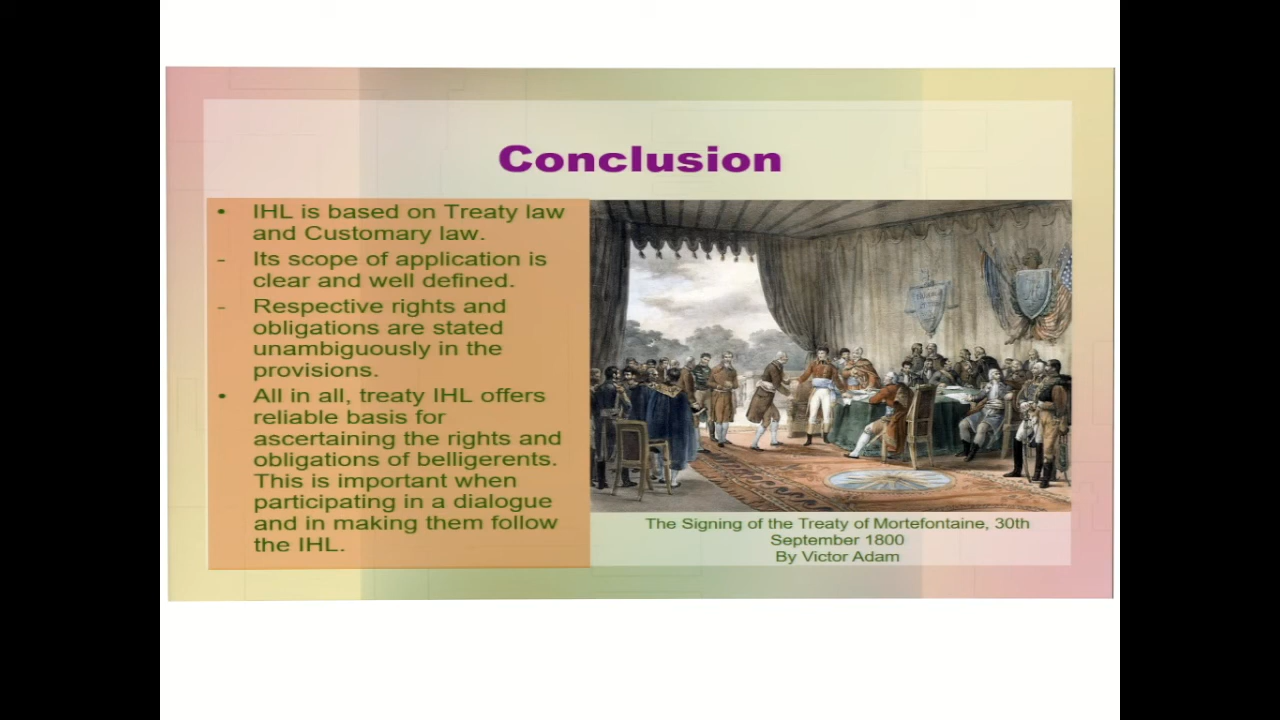 Conclusion
• IHL is based on Treaty law
and Customary law.
- Its scope of application is
clear and well defined.
- Respective rights and
obligations are stated
unambiguously in the
provisions.
• All in all, treaty IHL offers
reliable basis for
ascertaining the rights and
obligations of belligerents.
This is important when
participating in a dialogue
and in making them follow
the IHL.
The Signing of the Treaty of Mortefontaine, 30th
September 1800
By Victor Adam